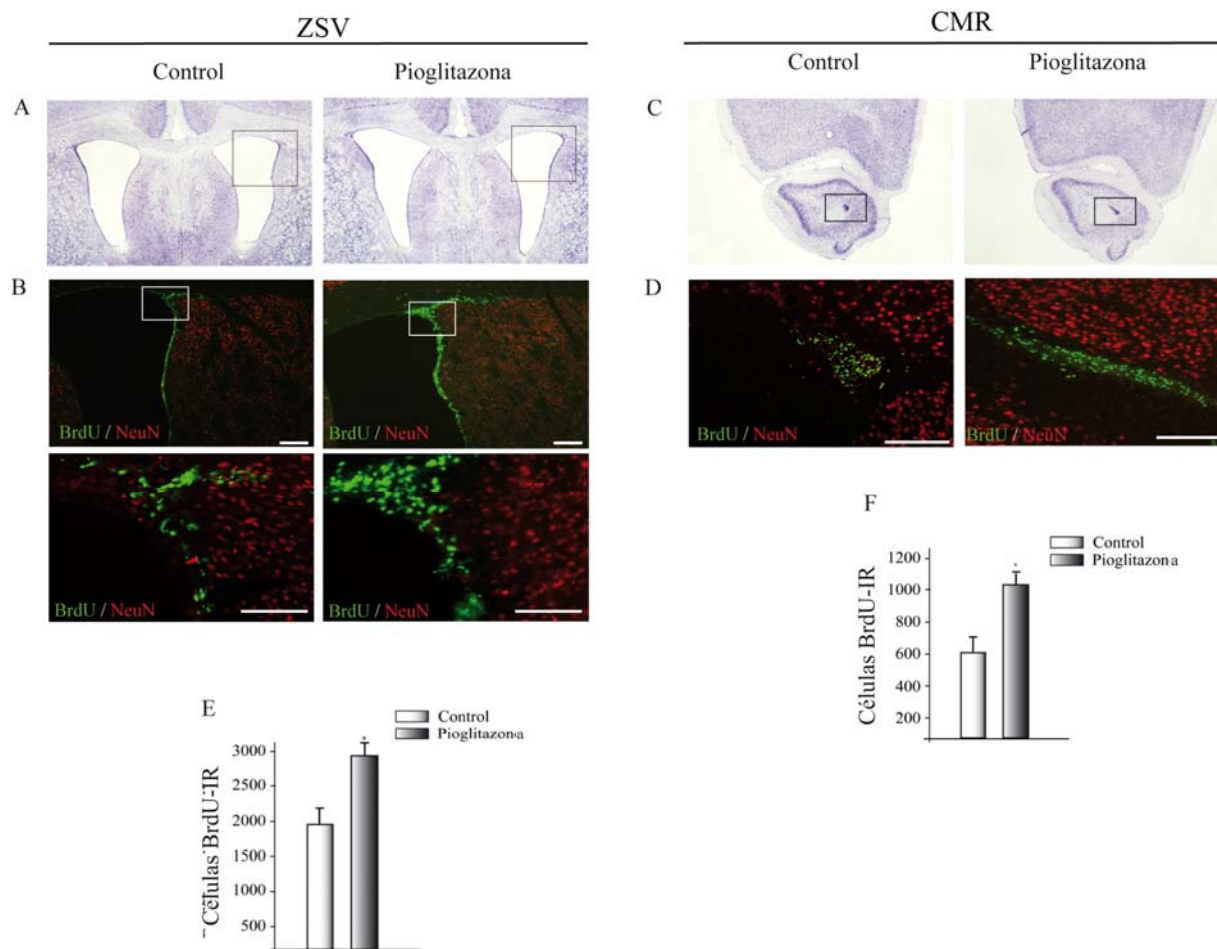 ZSV
Control
Pioglitazona
A
B
BrdU / NeuN
BrdU / NeuN
BrdU / NeuN
BrdU / NeuN
CMR
Control
Pioglitazona
C
D
BrdU / NeuN
BrdU / NeuN
E
Control
Pioglitazona
Células BrdU-IR
3000
2500
2000
1500
1000
500
*
F
Control
Pioglitazona
Células BrdU-IR
1200
1000
800
600
400
200
*